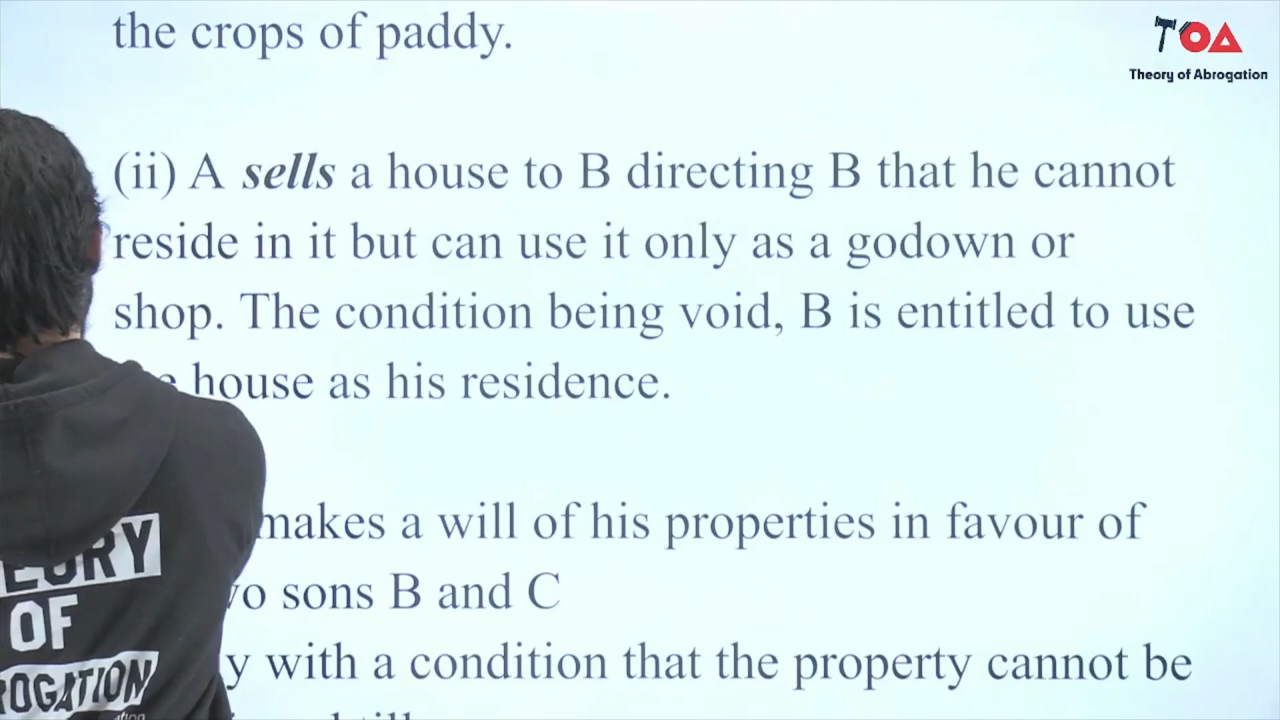 the crops of paddy.
TOA
Theory of Abrogation
(ii) A sells a house to B directing B that he cannot
reside in it but can use it only as a godown or
shop. The condition being void, B is entitled to use
house as his residence.
makes a will of his properties in favour of
sons B and C
with a condition that the property cannot be
OF